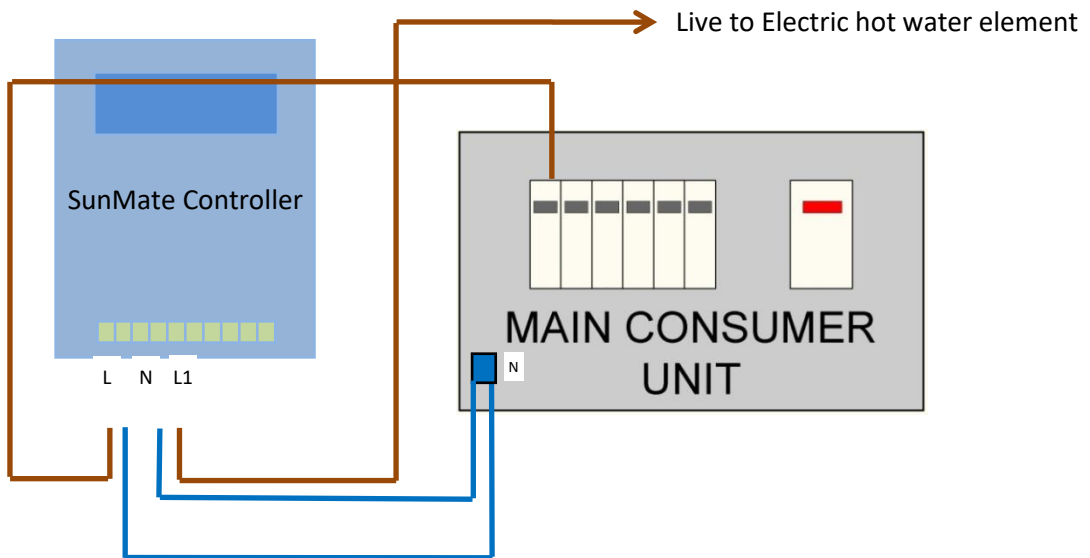 Live to Electric hot water element
SunMate Controller
MAIN CONSUMER
UNIT
N
L N L1